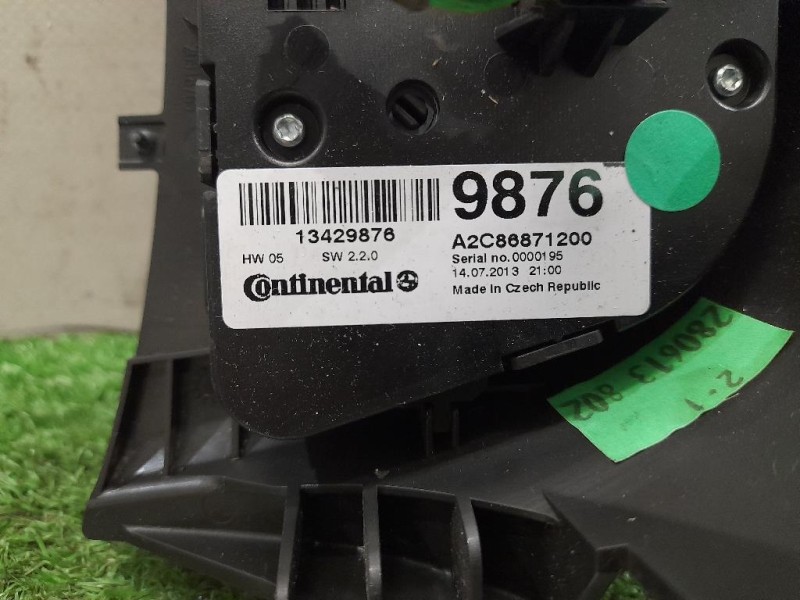 9876
13429876
A2C86871200
HW 05 SW 2.2.0
Serial no. 0000195
14.07.2013 21:00
Continental
Made in Czech Republic
280613 802
2-1